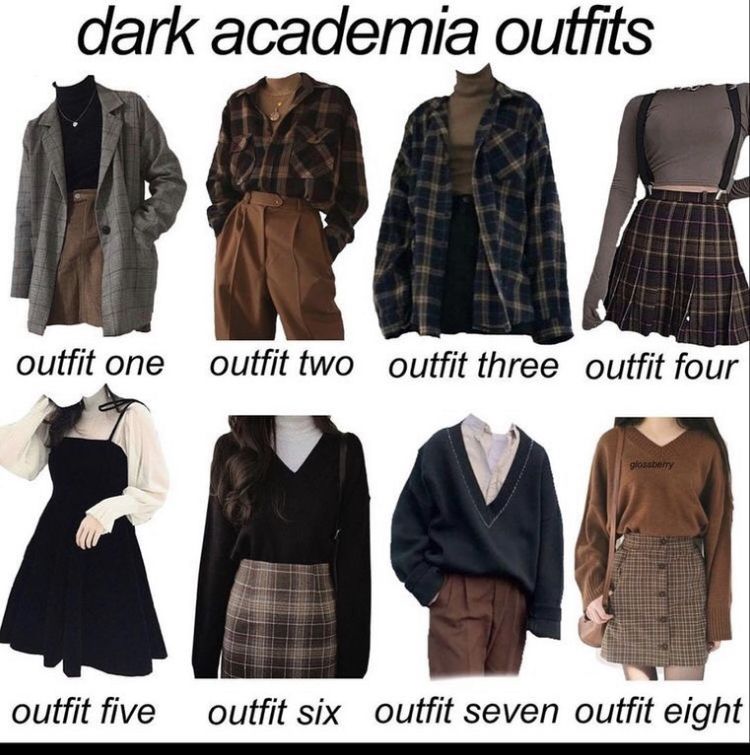 dark academia outfits
outfit one
outfit two
outfit three
outfit four
glossberry
outfit five
outfit six
outfit seven
outfit eight